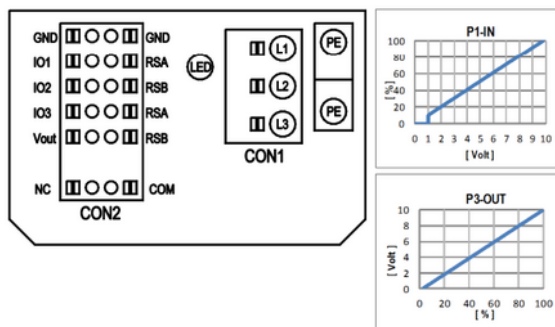 GND GND
IO1 RSA
IO2 RSB
IO3 RSA
Vout RSB
NC COM
CON2
LED
L1
L2
L3
CON1
PE
PE
P1-IN
[%]
100
80
60
40
20
0
0 1 2 3 4 5 6 7 8 9 10
[ Volt ]
P3-OUT
[ Volt ]
10
8
6
4
2
0
0 20 40 60 80 100
[ % ]